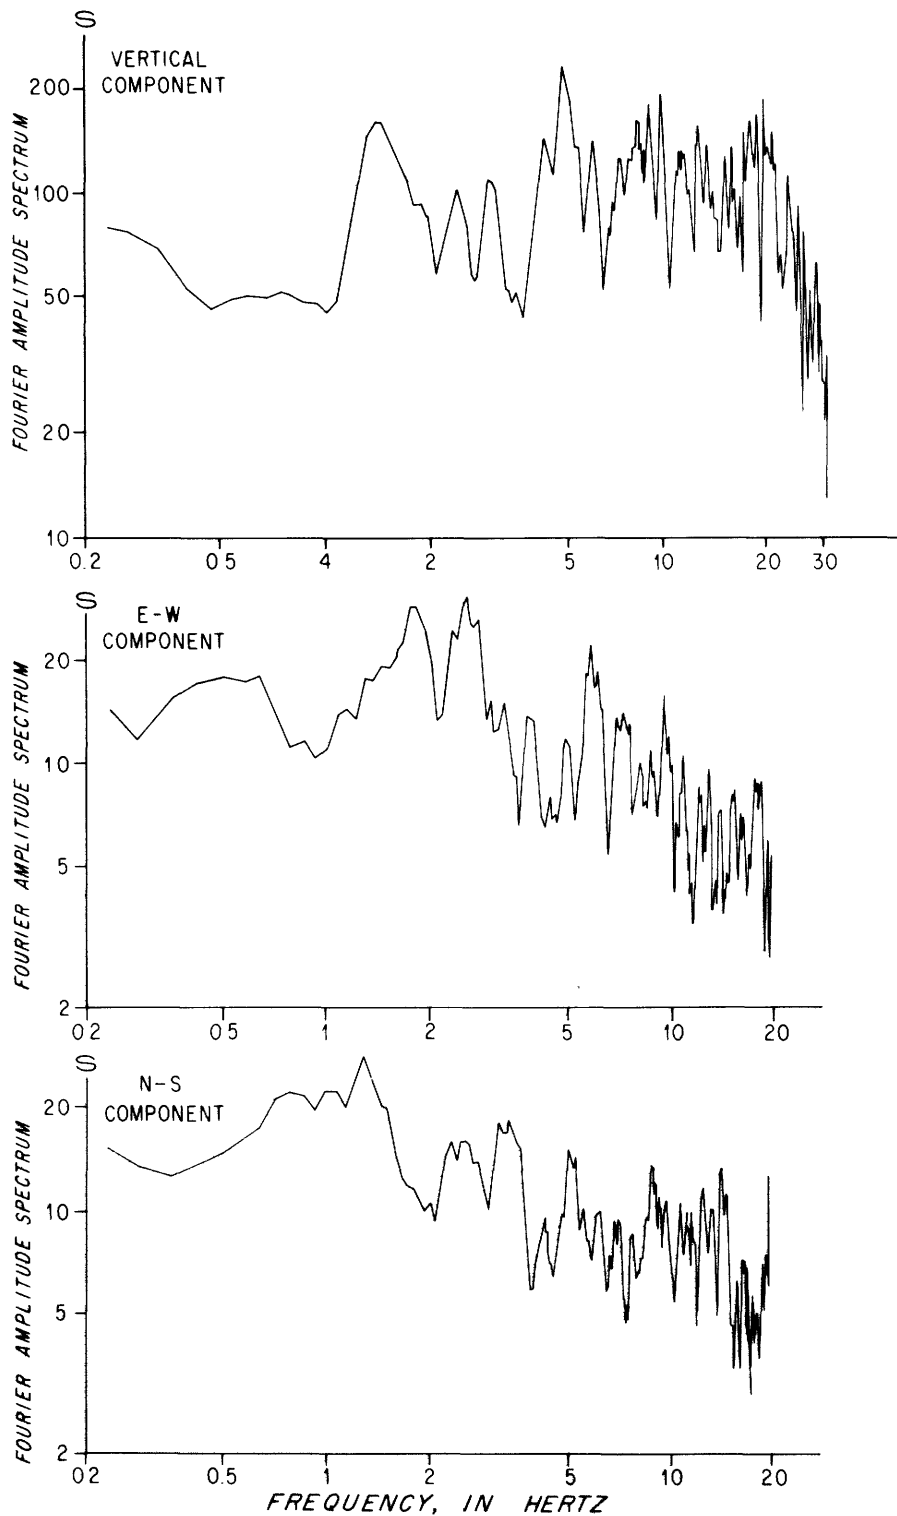 VERTICAL
COMPONENT
FOURIER AMPLITUDE SPECTRUM
200
100
50
20
10
0.2 0.5 4 2 5 10 20 30
E-W
COMPONENT
FOURIER AMPLITUDE SPECTRUM
20
10
5
2
0.2 0.5 1 2 5 10 20
N-S
COMPONENT
FOURIER AMPLITUDE SPECTRUM
20
10
5
2
0.2 0.5 1 2 5 10 20
FREQUENCY, IN HERTZ